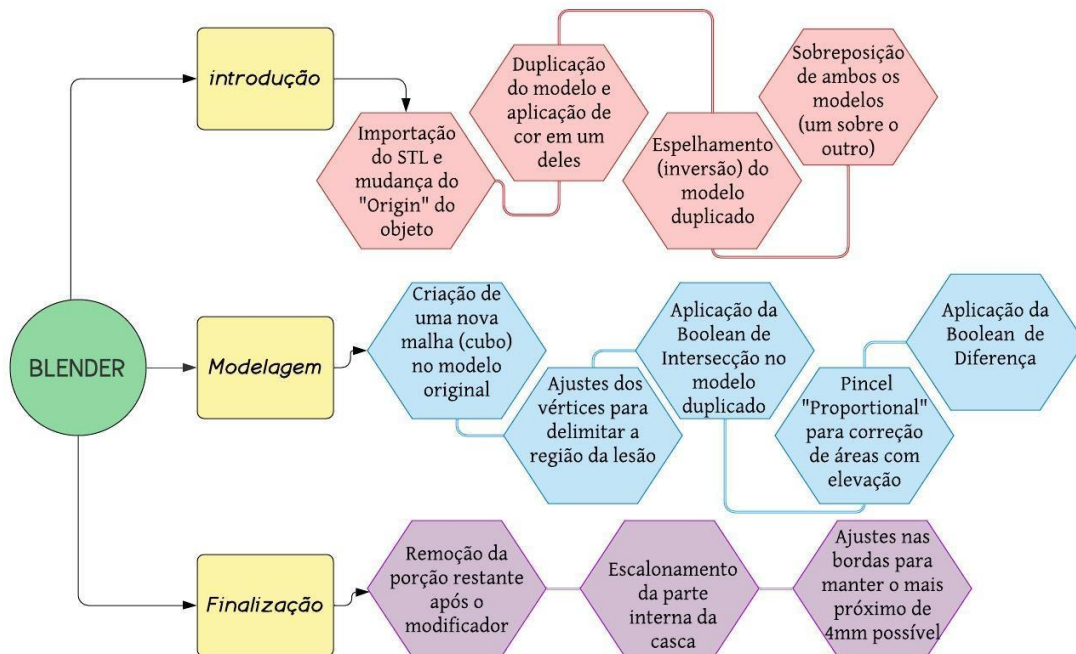 BLENDER
introdução
Importação
do STL e
mudança do
"Origin" do
objeto
Duplicação
do modelo e
aplicação de
cor em um
deles
Espelhamento
(inversão) do
modelo
duplicado
Sobreposição
de ambos os
modelos
(um sobre o
outro)
Modelagem
Criação de
uma nova
malha (cubo)
no modelo
original
Ajustes dos
vértices para
delimitar a
região da lesão
Aplicação da
Boolean de
Intersecção no
modelo
duplicado
Pincel
"Proportional"
para correção
de áreas com
elevação
Aplicação da
Boolean de
Diferença
Finalização
Remoção da
porção restante
após o
modificador
Escalonamento
da parte
interna da
casca
Ajustes nas
bordas para
manter o mais
próximo de
4mm possível